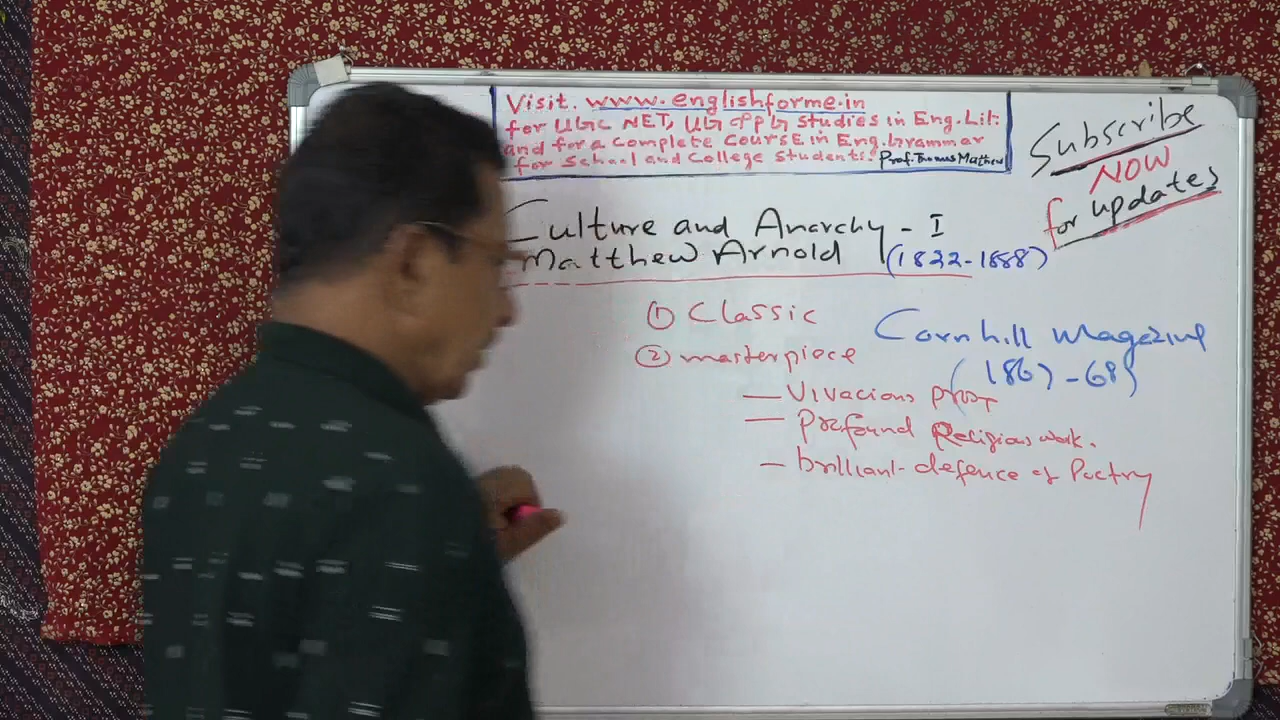 Visit. www.englishforme.in
for UGC NET, UG & PG Studies in Eng. Lit:
and for a Complete Course in Eng. Grammar
for School and College Students. Prof. Thomas Mathew
Subscribe
NOW
for updates
Culture and Anarchy - I
Matthew Arnold (1822-1888)
① Classic
② masterpiece
Cornhill Magazine
(1867-68)
— Vivacious prose
— Profound Religious work.
— brilliant defence of Poetry